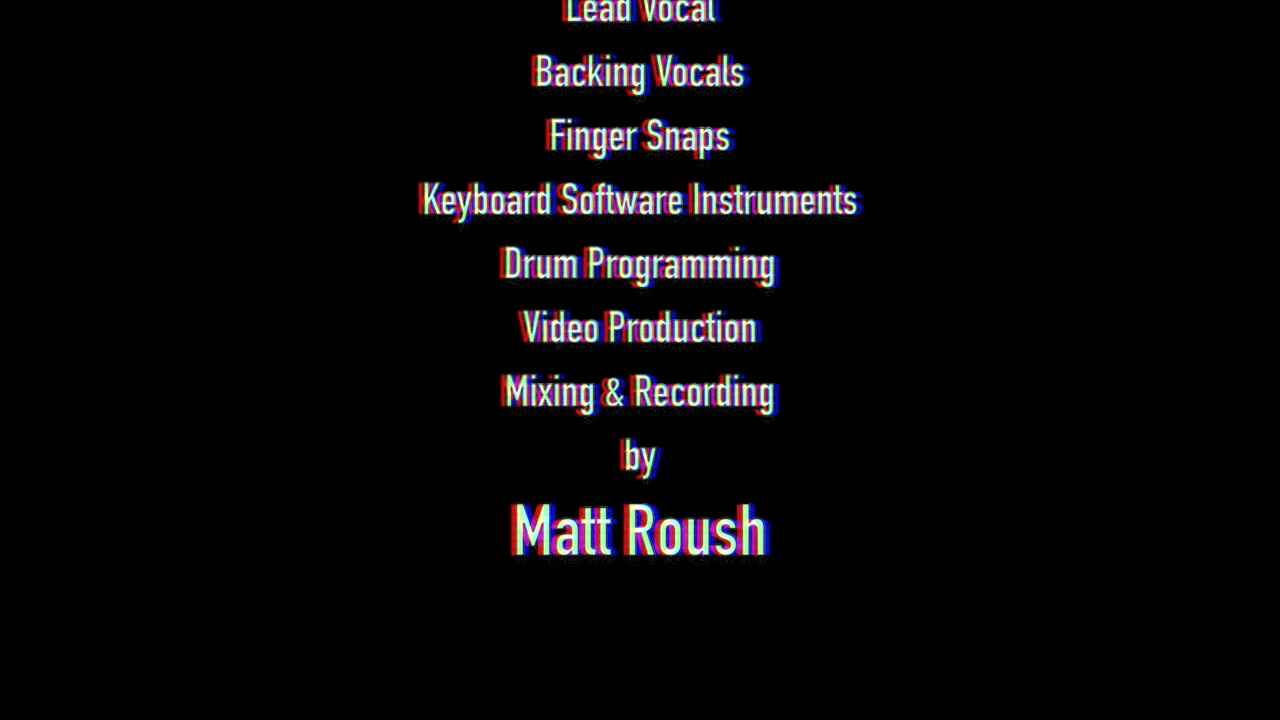 Lead Vocal
Backing Vocals
Finger Snaps
Keyboard Software Instruments
Drum Programming
Video Production
Mixing & Recording
by
Matt Roush